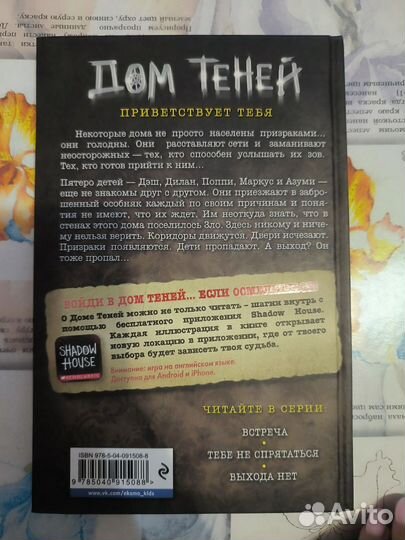 ДОМ ТЕНЕЙ
ПРИВЕТСТВУЕТ ТЕБЯ
Некоторые дома не просто населены призраками...
они голодны. Они расставляют сети и заманивают
неосторожных – тех, кто способен услышать их зов.
Тех, кто готов прийти к ним...
Пятеро детей — Дэш, Дилан, Поппи, Маркус и Азуми —
еще не знакомы друг с другом. Они приезжают в забро-
шенный особняк каждый по своим причинам и поня-
тия не имеют, что их ждет. Им неоткуда знать, что в
стенах этого дома поселилось Зло. Здесь никому и ниче-
му нельзя верить. Коридоры движутся. Двери исчезают.
Призраки появляются. Дети пропадают. А выход? Он
тоже пропал...
ВОЙДИ В ДОМ ТЕНЕЙ... ЕСЛИ
О Доме Теней можно не только читать – шагни внутрь с
помощью бесплатного приложения Shadow House.
Каждая иллюстрация в книге открывает
новую локацию в приложении, где от твоего
выбора будет зависеть твоя судьба.
Внимание: игра на английском языке.
Доступна для Android и iPhone.
SHADOW
HOUSE
SCHOLASTIC
ЧИТАЙТЕ В СЕРИИ
ВСТРЕЧА
ТЕБЕ НЕ СПРЯТАТЬСЯ
ВЫХОДА НЕТ
ISBN 978-5-04-091508-8
9 785040 915088 >
www.vk.com/eksmo_kids
Avito